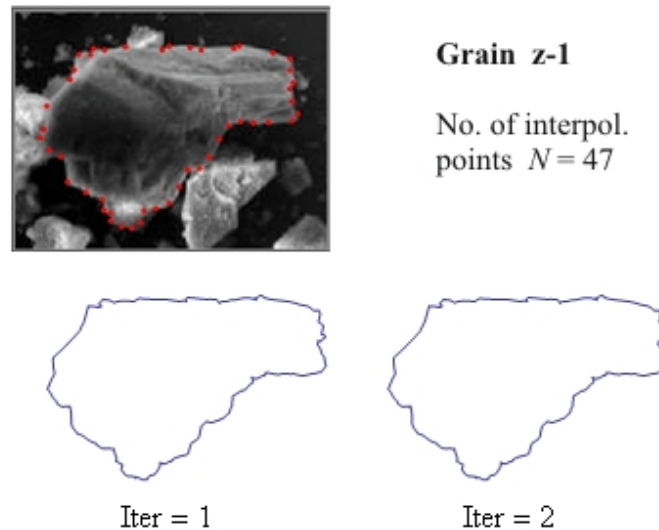 Grain z-1
No. of interpol.
points N = 47
Iter = 1
Iter = 2